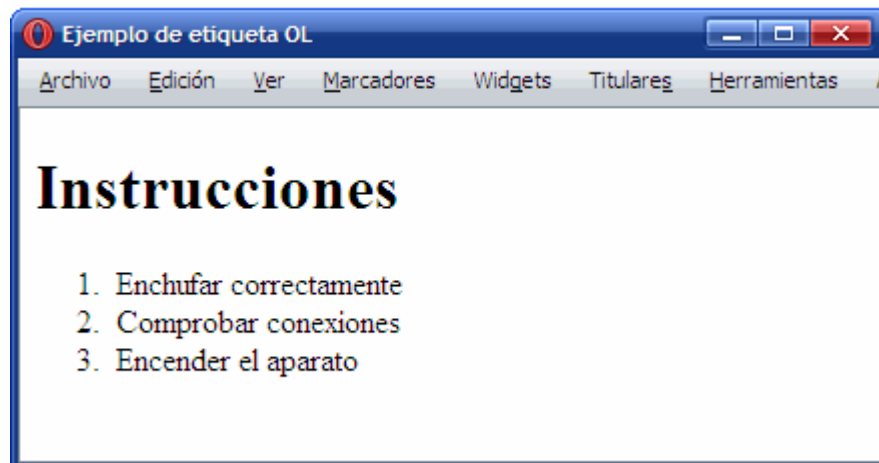 Ejemplo de etiqueta OL
Archivo Edición Ver Marcadores Widgets Titulares Herramientas
Instrucciones
1. Enchufar correctamente
2. Comprobar conexiones
3. Encender el aparato